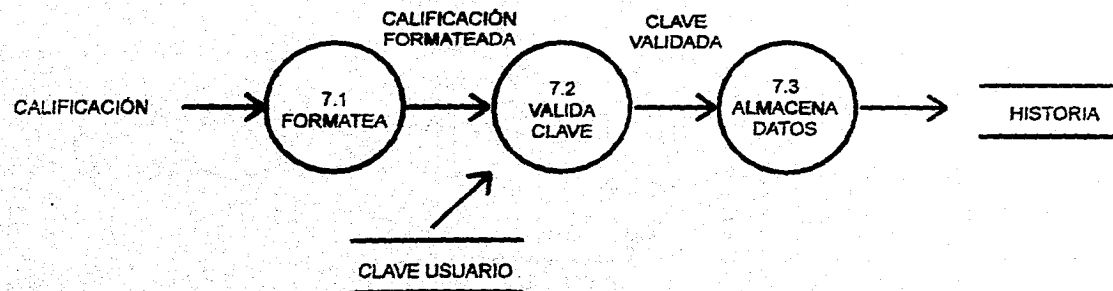 CALIFICACIÓN
FORMATEADA
CLAVE
VALIDADA
CALIFICACIÓN
7.1
FORMATEA
7.2
VALIDA
CLAVE
7.3
ALMACENA
DATOS
HISTORIA
CLAVE USUARIO